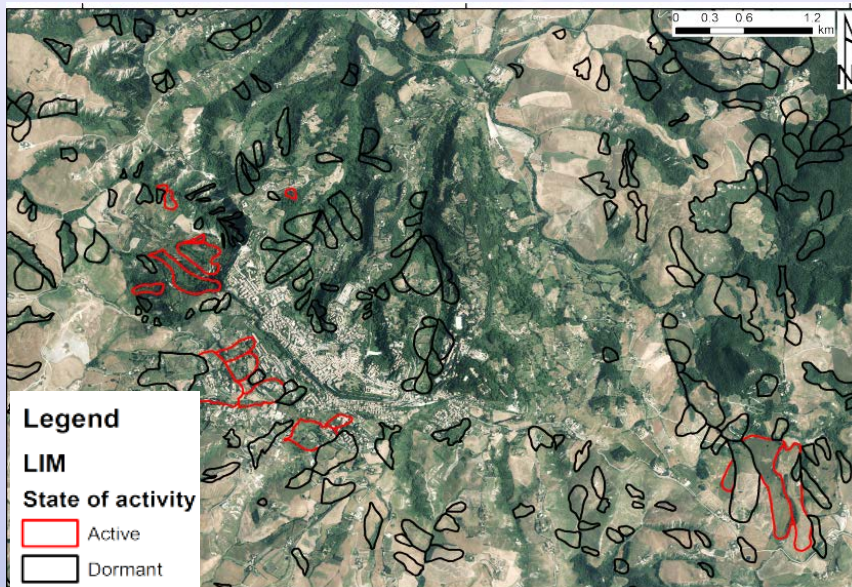 0 0.3 0.6 1.2
km
N
Legend
LIM
State of activity
Active
Dormant